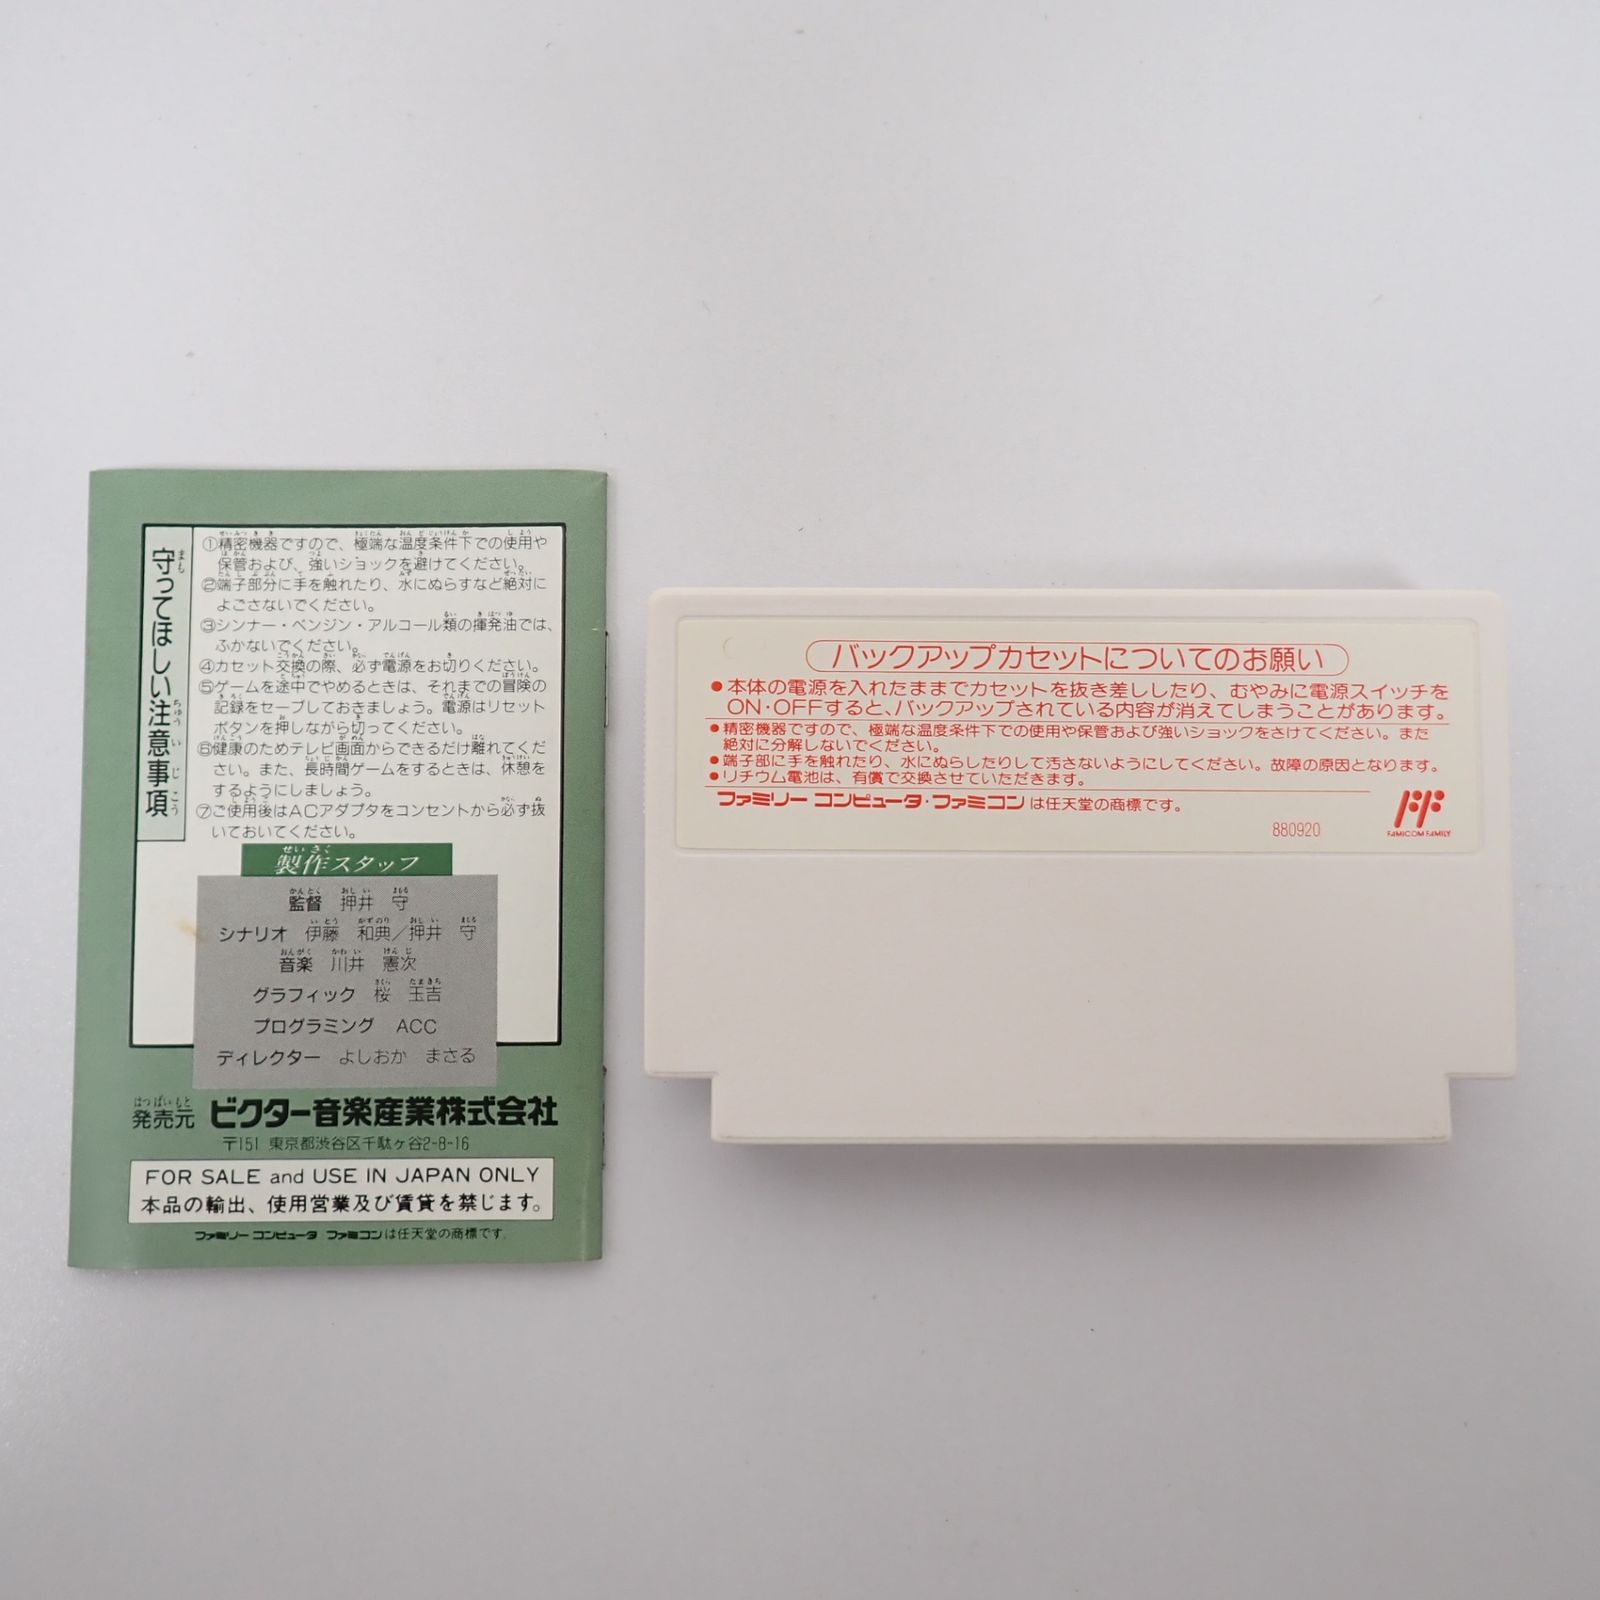 守ってほしい注意事項
①精密機器ですので、極端な温度条件下での使用や
保管および、強いショックを避けてください。
②端子部分に手を触れたり、水にぬらすなど絶対に
よごさないでください。
③シンナー・ベンジン・アルコール類の揮発油では、
ふかないでください。
④カセット交換の際、必ず電源をお切りください。
⑤ゲームを途中でやめるときは、それまでの冒険の
記録をセーブしておきましょう。電源はリセット
ボタンを押しながら切ってください。
⑥健康のためテレビ画面からできるだけ離れてくだ
さい。また、長時間ゲームをするときは、休憩を
するようにしましょう。
⑦ご使用後はACアダプタをコンセントから必ず抜
いておいてください。
製作スタッフ
監督 押井 守
シナリオ 伊藤 和典/押井 守
音楽 川井 憲次
グラフィック 桜 玉吉
プログラミング ACC
ディレクター よしおか まさる
発売元 ビクター音楽産業株式会社
〒151 東京都渋谷区千駄ヶ谷2-8-16
FOR SALE and USE IN JAPAN ONLY
本品の輸出、使用営業及び賃貸を禁じます。
ファミリー コンピュータ ファミコンは任天堂の商標です。
バックアップカセットについてのお願い
●本体の電源を入れたままでカセットを抜き差ししたり、むやみに電源スイッチを
ON・OFFすると、バックアップされている内容が消えてしまうことがあります。
●精密機器ですので、極端な温度条件下での使用や保管および強いショックをさけてください。また
絶対に分解しないでください。
●端子部に手を触れたり、水にぬらしたりして汚さないようにしてください。故障の原因となります。
●リチウム電池は、有償で交換させていただきます。
ファミリー コンピュータ・ファミコン は任天堂の商標です。
880920
FAMICOM FAMILY